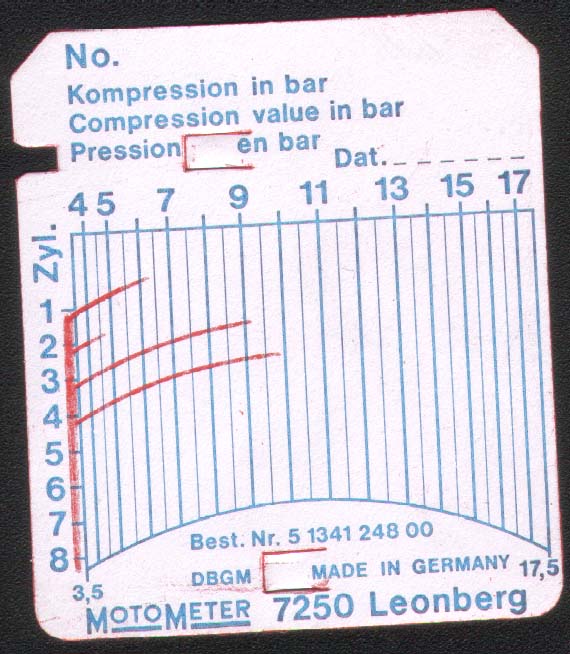 No.
Kompression in bar
Compression value in bar
Pression en bar
Dat.
4 5 7 9 11 13 15 17
Zyl.
1
2
3
4
5
6
7
8
Best. Nr. 5 1341 248 00
DBGM MADE IN GERMANY
3,5 17,5
MOTOMETER 7250 Leonberg